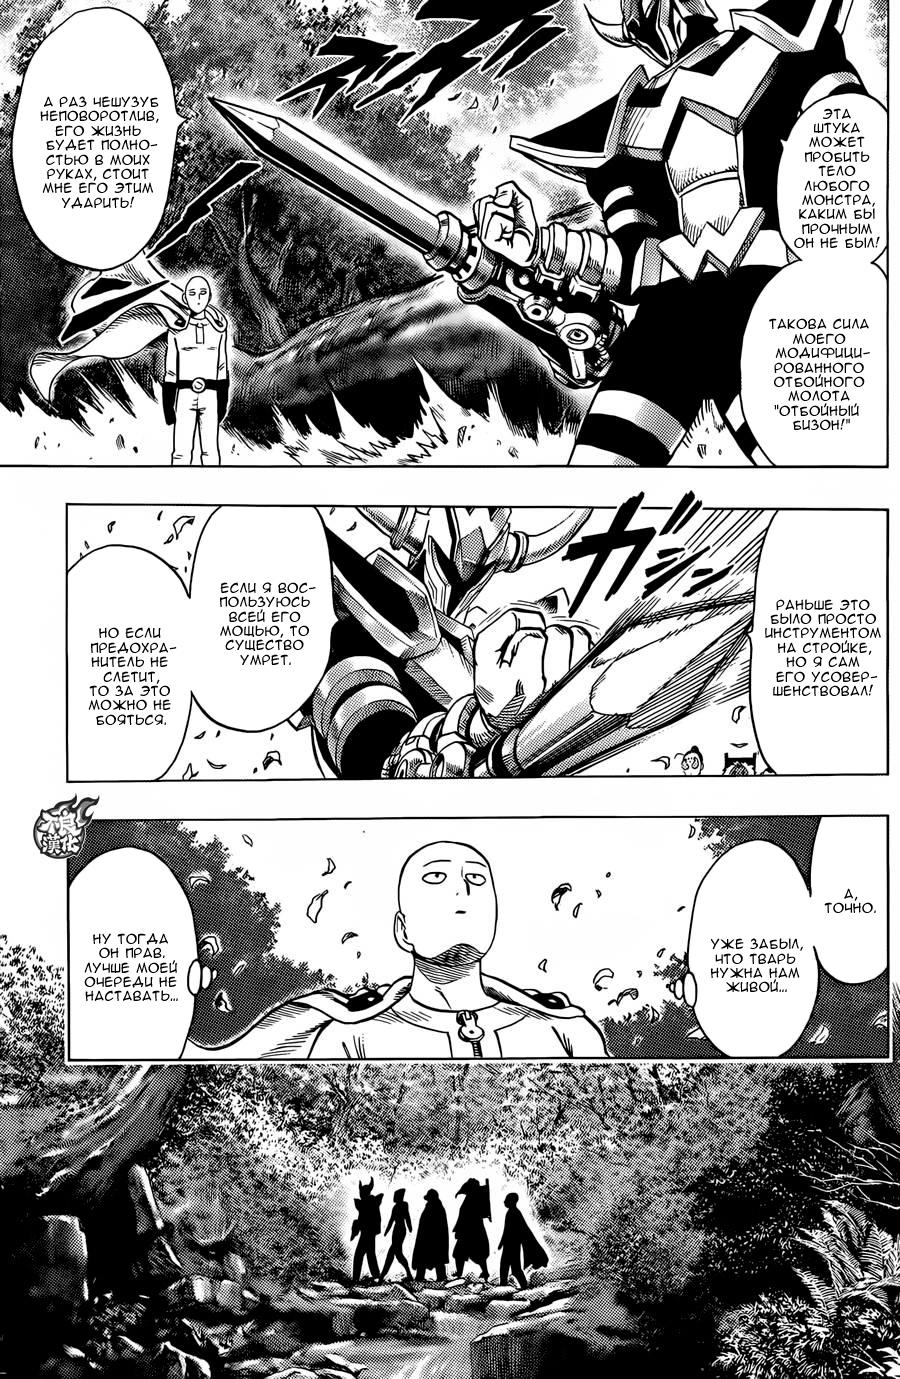 ЭТА
ШТУКА
МОЖЕТ
ПРОБИТЬ
ТЕЛО
ЛЮБОГО
МОНСТРА,
КАКИМ БЫ
ПРОЧНЫМ
ОН НЕ БЫЛ!
ТАКОВА СИЛА
МОЕГО
МОДИФИЦИ-
РОВАННОГО
ОТБОЙНОГО
МОЛОТА
"ОТБОЙНЫЙ
БИЗОН!"
А РАЗ ЧЕШУЗУБ
НЕПОВОРОТЛИВ,
ЕГО ЖИЗНЬ
БУДЕТ ПОЛНО-
СТЬЮ В МОИХ
РУКАХ, СТОИТ
МНЕ ЕГО ЭТИМ
УДАРИТЬ!
РАНЬШЕ ЭТО
БЫЛО ПРОСТО
ИНСТРУМЕНТОМ
НА СТРОЙКЕ,
НО Я САМ
ЕГО УСОВЕР-
ШЕНСТВОВАЛ!
ガッ
ЕСЛИ Я ВОС-
ПОЛЬЗУЮСЬ
ВСЕЙ ЕГО
МОЩЬЮ, ТО
СУЩЕСТВО
УМРЕТ.
НО ЕСЛИ
ПРЕДОХРА-
НИТЕЛЬ НЕ
СЛЕТИТ,
ТО ЗА ЭТО
МОЖНО НЕ
БОЯТЬСЯ.
А,
ТОЧНО.
УЖЕ ЗАБЫЛ,
ЧТО ТВАРЬ
НУЖНА НАМ
ЖИВОЙ...
НУ ТОГДА
ОН ПРАВ.
ЛУЧШЕ МОЕЙ
ОЧЕРЕДИ НЕ
НАСТАВАТЬ...
漢化